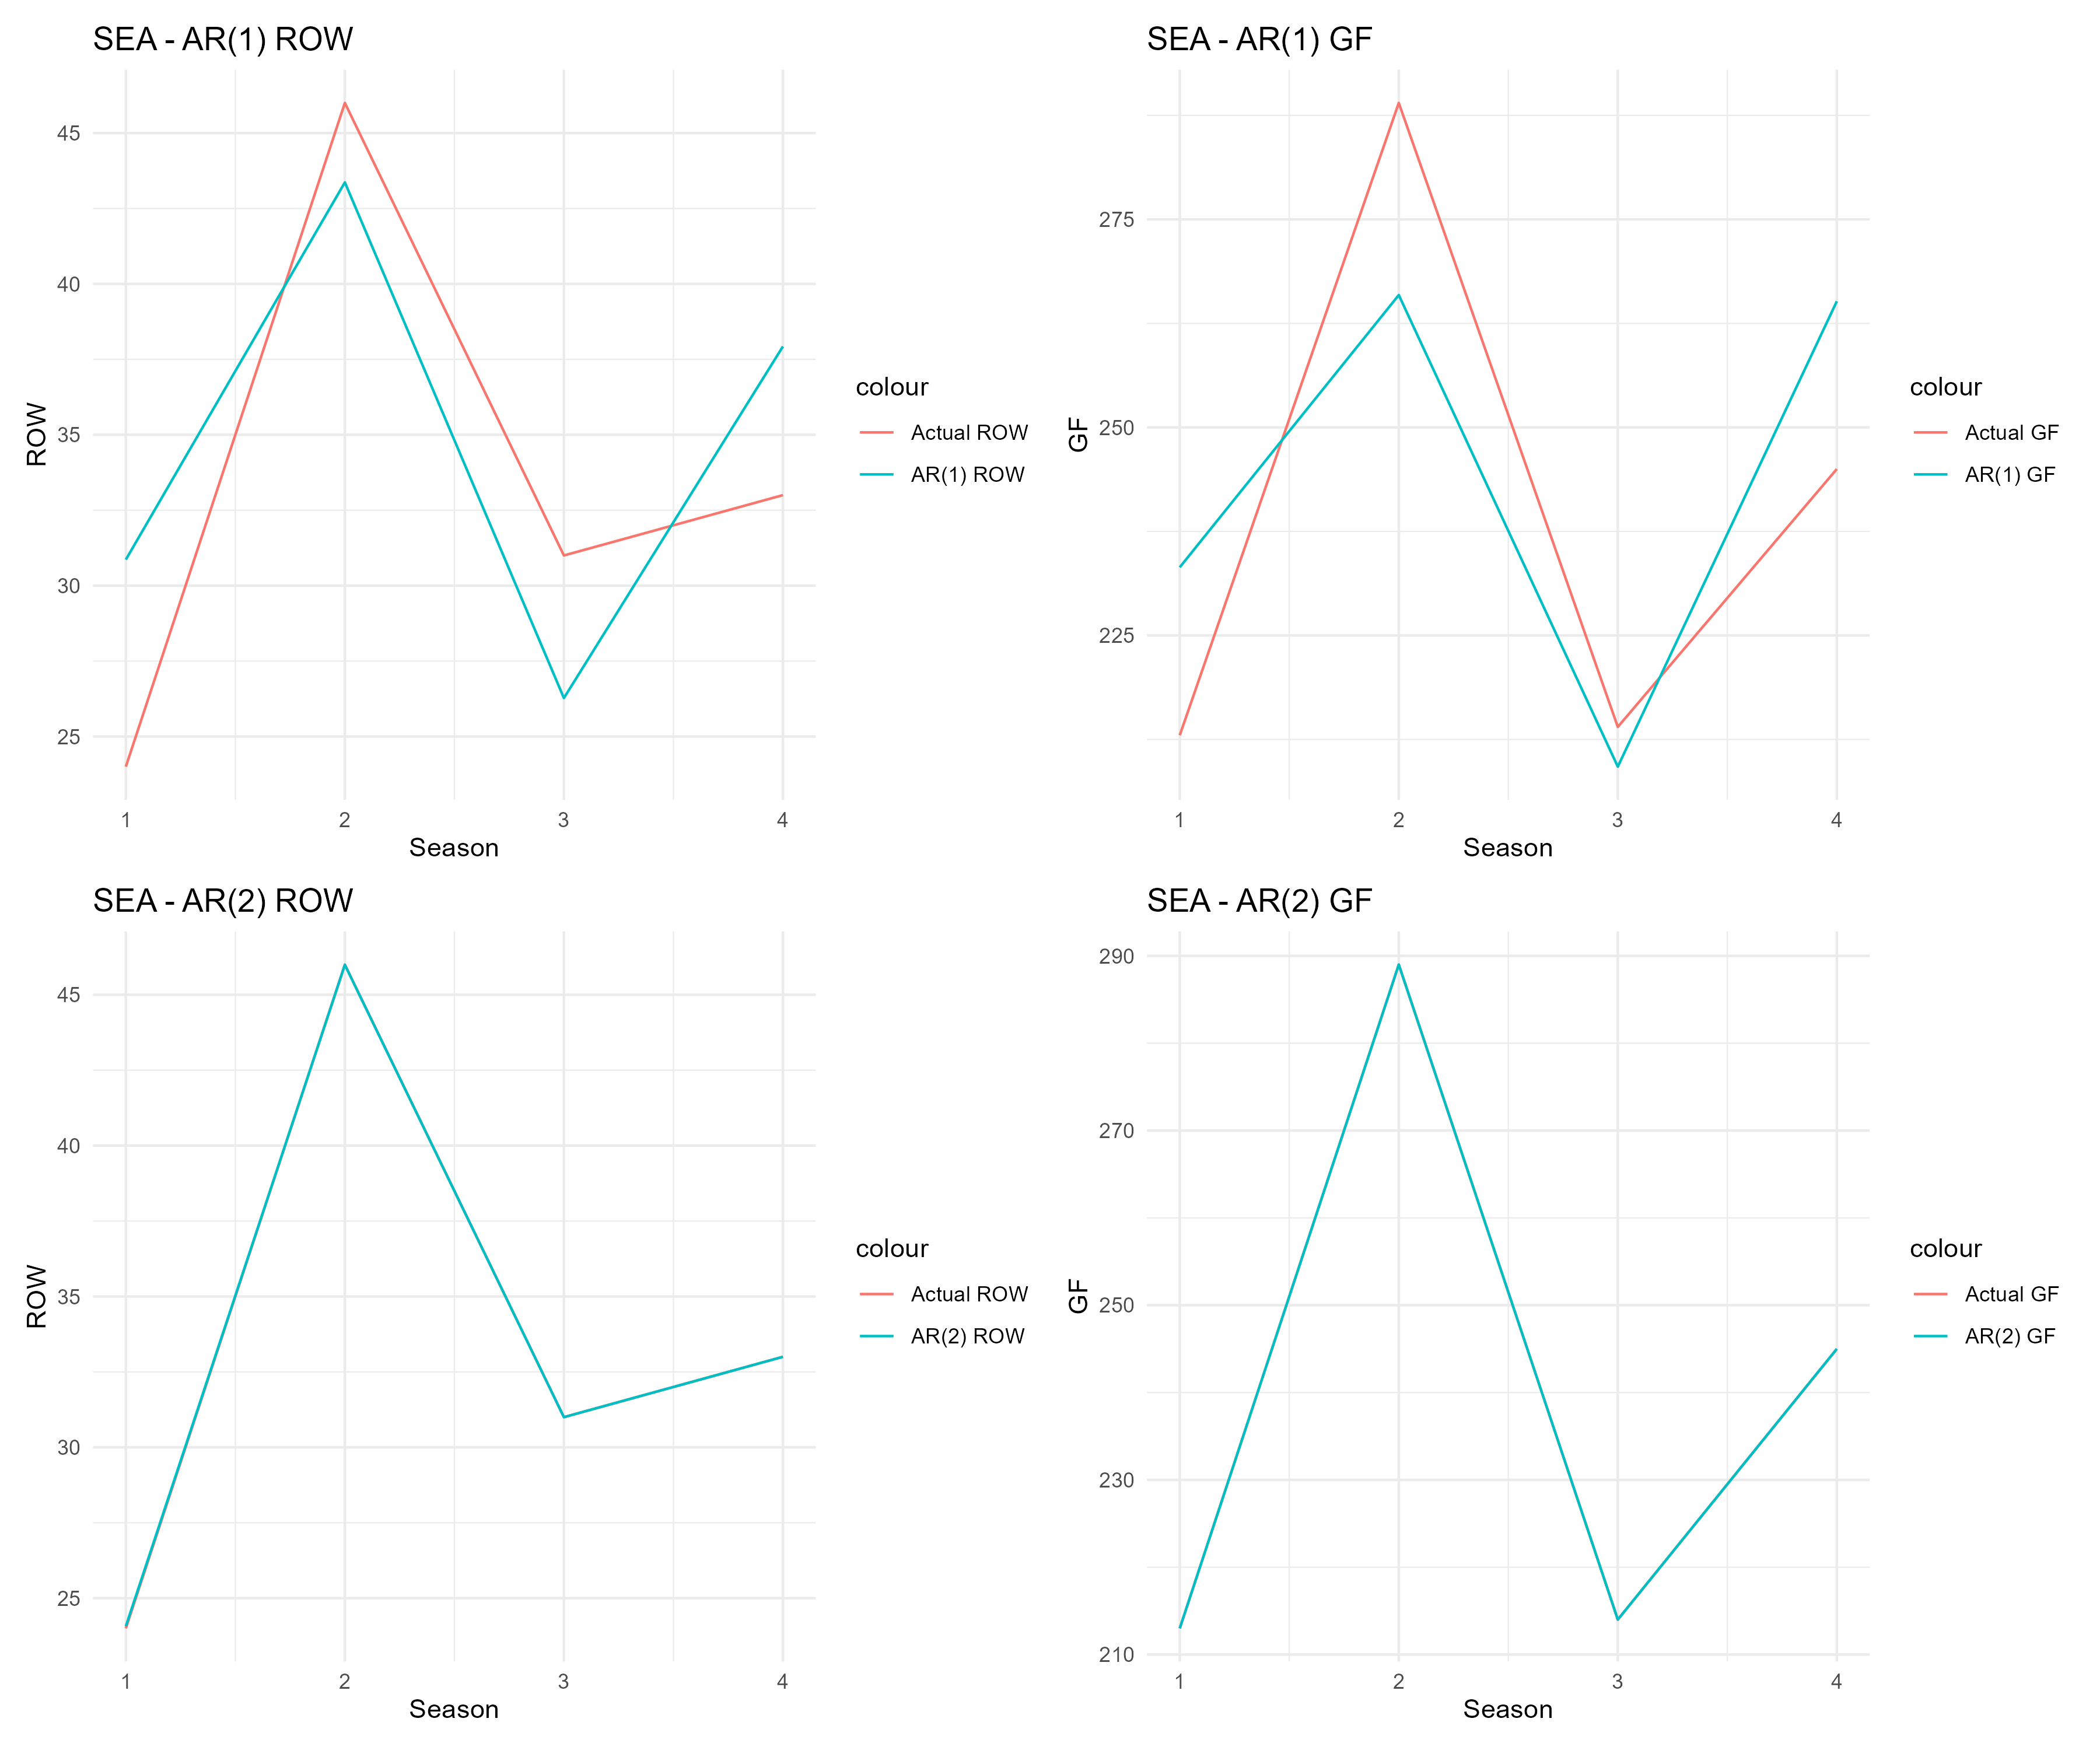 SEA - AR(1) ROW
ROW
45
40
35
30
25
1 2 3 4
Season
colour
Actual ROW
AR(1) ROW
SEA - AR(1) GF
GF
275
250
225
1 2 3 4
Season
colour
Actual GF
AR(1) GF
SEA - AR(2) ROW
ROW
45
40
35
30
25
1 2 3 4
Season
colour
Actual ROW
AR(2) ROW
SEA - AR(2) GF
GF
290
270
250
230
210
1 2 3 4
Season
colour
Actual GF
AR(2) GF